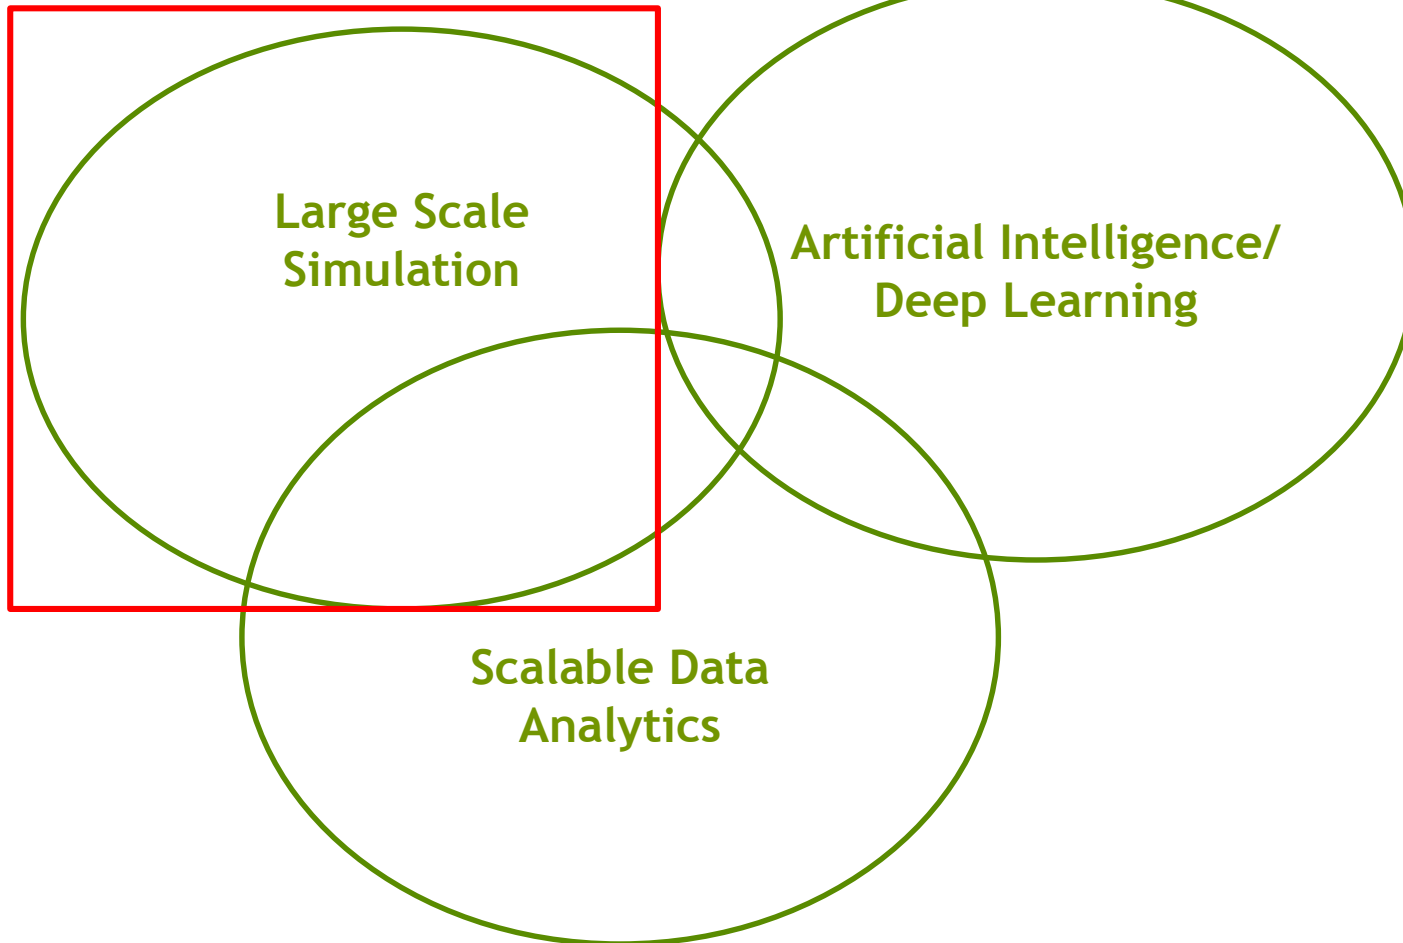 Large Scale
Simulation
Artificial Intelligence/
Deep Learning
Scalable Data
Analytics